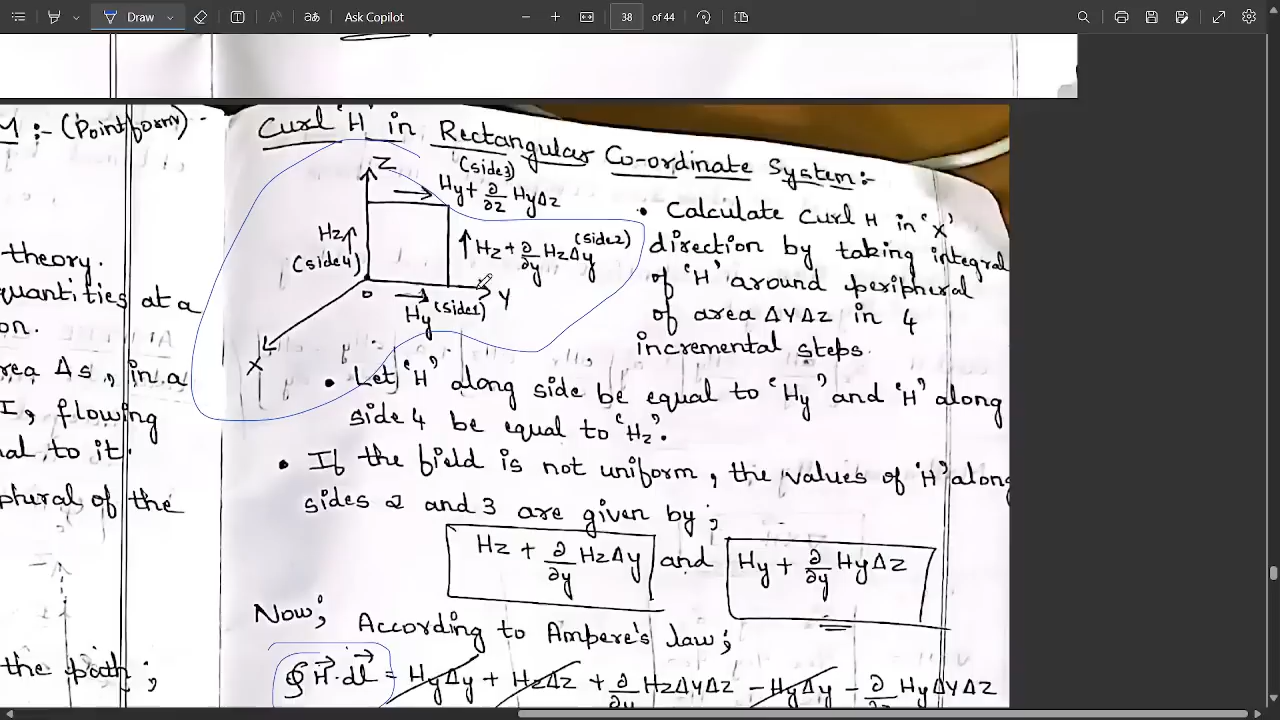 Draw
Ask Copilot
38 of 44
M :- (Point form)
theory.
quantities at a
on.
rea Δs, in a
I, flowing
al to it.
pheral of the
the path ;
Curl 'H' in Rectangular Co-ordinate System:-
Z
(side3)
Hy + ∂/∂z HyΔz
Hz
(side4)
Hz + ∂/∂y HzΔy (side2)
0
Hy (side1)
Y
X
• Calculate Curl H in 'x'
direction by taking integral
of 'H' around peripheral
of area ΔYΔZ in 4
incremental steps.
• Let 'H' along side be equal to 'Hy' and 'H' along
side 4 be equal to 'Hz'.
• If the field is not uniform, the values of 'H' along
sides 2 and 3 are given by ;
Hz + ∂/∂y HzΔy and Hy + ∂/∂y HyΔz
Now; According to Ampere's law;
∮ H⃗.dl⃗ = HyΔy + HzΔz + ∂/∂y HzΔyΔz - HyΔy - ∂/∂z HyΔyΔz